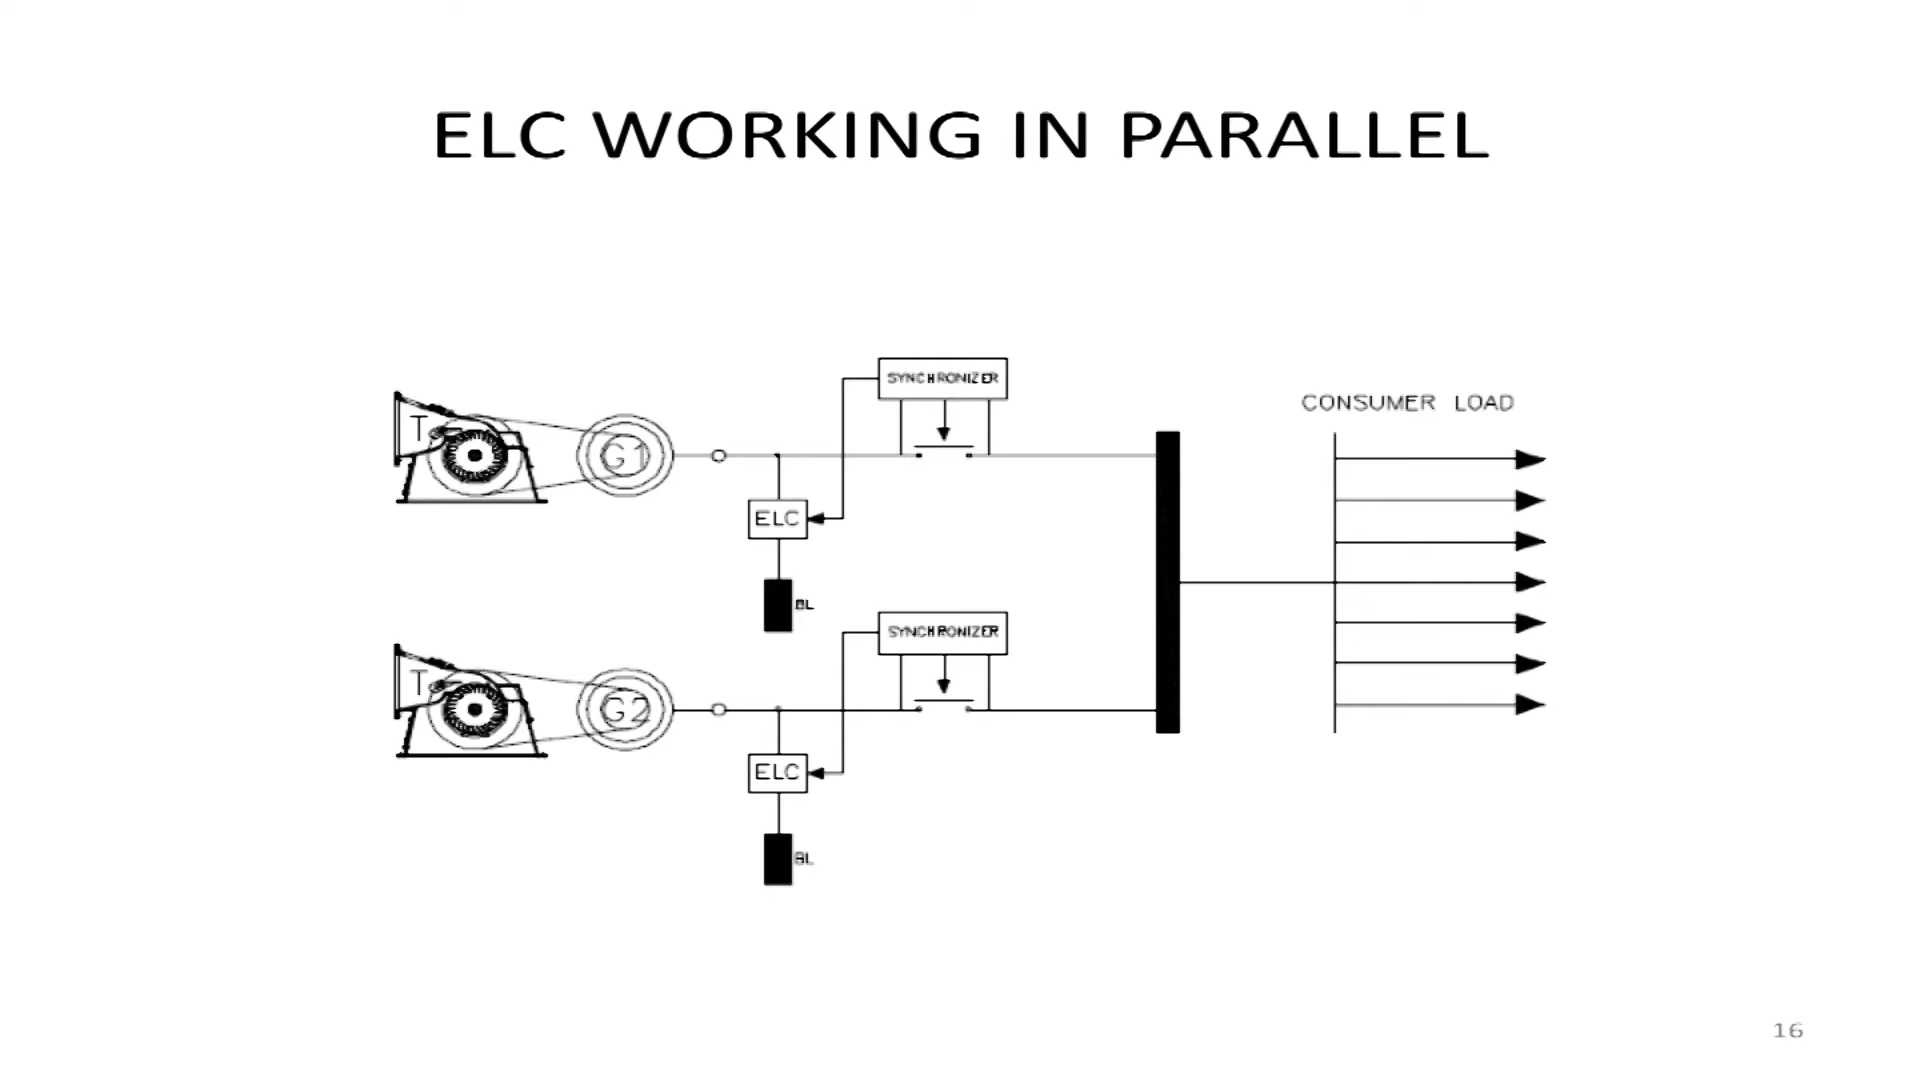 ELC WORKING IN PARALLEL
SYNCHRONIZER
CONSUMER LOAD
T
G1
ELC
BL
SYNCHRONIZER
T
G2
ELC
BL
16